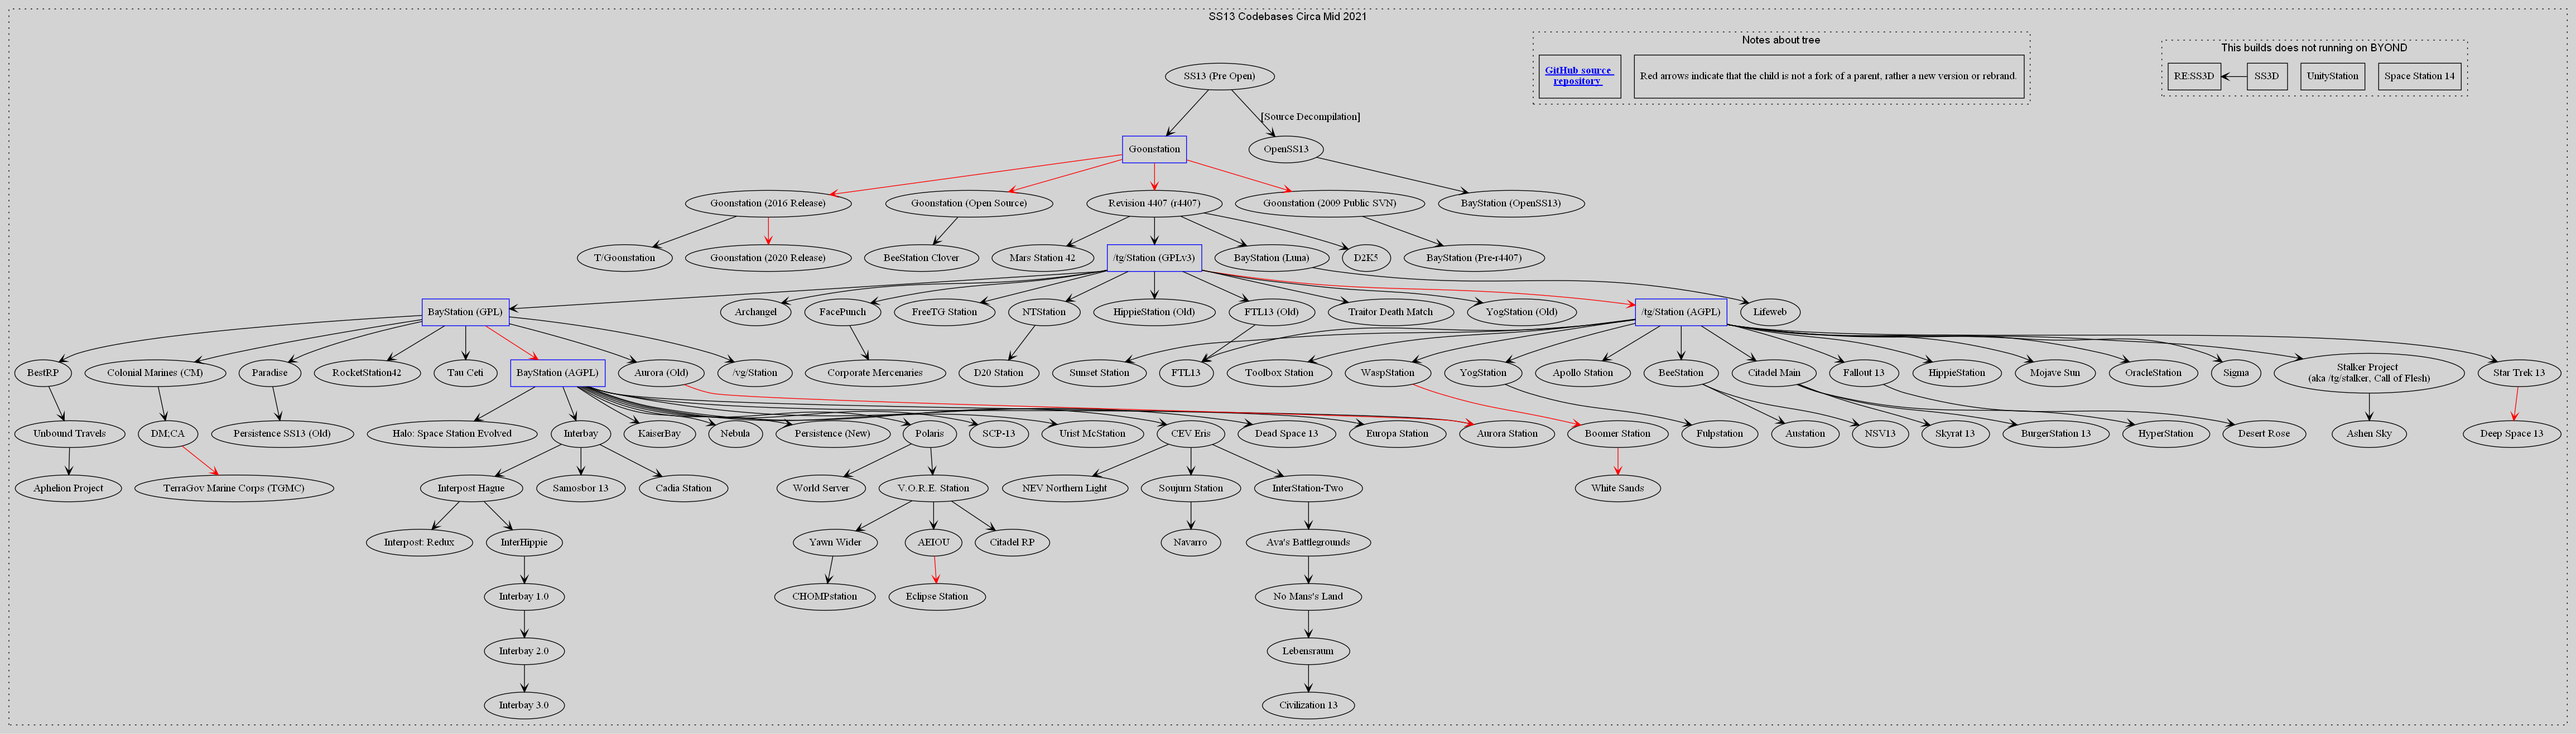 SS13 Codebases Circa Mid 2021
Notes about tree
GitHub source
repository
Red arrows indicate that the child is not a fork of a parent, rather a new version or rebrand.
This builds does not running on BYOND
RE:SS3D
SS3D
UnityStation
Space Station 14
SS13 (Pre Open)
[Source Decompilation]
Goonstation
OpenSS13
Goonstation (2016 Release)
Goonstation (Open Source)
Revision 4407 (r4407)
Goonstation (2009 Public SVN)
BayStation (OpenSS13)
T/Goonstation
Goonstation (2020 Release)
BeeStation Clover
Mars Station 42
/tg/Station (GPLv3)
BayStation (Luna)
D2K5
BayStation (Pre-r4407)
BayStation (GPL)
Archangel
FacePunch
FreeTG Station
NTStation
HippieStation (Old)
FTL13 (Old)
Traitor Death Match
YogStation (Old)
/tg/Station (AGPL)
Lifeweb
BestRP
Colonial Marines (CM)
Paradise
RocketStation42
Tau Ceti
BayStation (AGPL)
Aurora (Old)
/vg/Station
Corporate Mercenaries
D20 Station
Sunset Station
FTL13
Toolbox Station
WaspStation
YogStation
Apollo Station
BeeStation
Citadel Main
Fallout 13
HippieStation
Mojave Sun
OracleStation
Sigma
Stalker Project
(aka /tg/stalker, Call of Flesh)
Star Trek 13
Unbound Travels
DM;CA
Persistence SS13 (Old)
Halo: Space Station Evolved
Interbay
KaiserBay
Nebula
Persistence (New)
Polaris
SCP-13
Urist McStation
CEV Eris
Dead Space 13
Europa Station
Aurora Station
Boomer Station
Fulpstation
Austation
NSV13
Skyrat 13
BurgerStation 13
HyperStation
Desert Rose
Ashen Sky
Deep Space 13
Aphelion Project
TerraGov Marine Corps (TGMC)
Interpost Hague
Samosbor 13
Cadia Station
World Server
V.O.R.E. Station
NEV Northern Light
Soujurn Station
InterStation-Two
White Sands
Interpost: Redux
InterHippie
Yawn Wider
AEIOU
Citadel RP
Navarro
Ava's Battlegrounds
Interbay 1.0
CHOMPstation
Eclipse Station
No Mans's Land
Interbay 2.0
Lebensraum
Interbay 3.0
Civilization 13